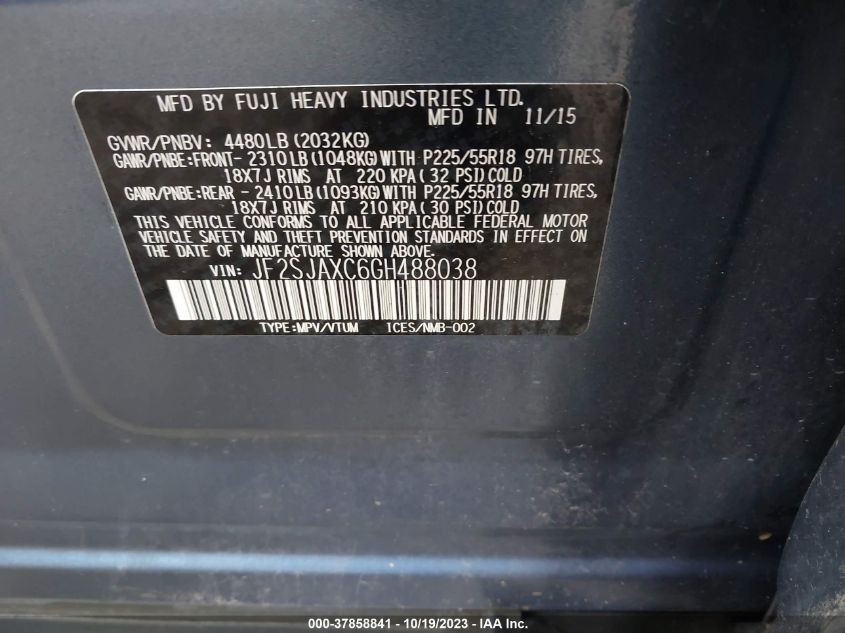 MFD BY FUJI HEAVY INDUSTRIES LTD.
MFD IN 11/15
GVWR/PNBV: 4480LB(2032KG)
GAWR/PNBE:FRONT- 2310LB(1048KG)WITH P225/55R18 97H TIRES,
18X7J RIMS AT 220 KPA( 32 PSI)COLD
GAWR/PNBE:REAR - 2410LB(1093KG)WITH P225/55R18 97H TIRES,
18X7J RIMS AT 210 KPA( 30 PSI)COLD
THIS VEHICLE CONFORMS TO ALL APPLICABLE FEDERAL MOTOR
VEHICLE SAFETY AND THEFT PREVENTION STANDARDS IN EFFECT ON
THE DATE OF MANUFACTURE SHOWN ABOVE.
VIN: JF2SJAXC6GH488038
TYPE:MPV/VTUM ICES/NMB-002
000-37858841 - 10/19/2023 - IAA Inc.